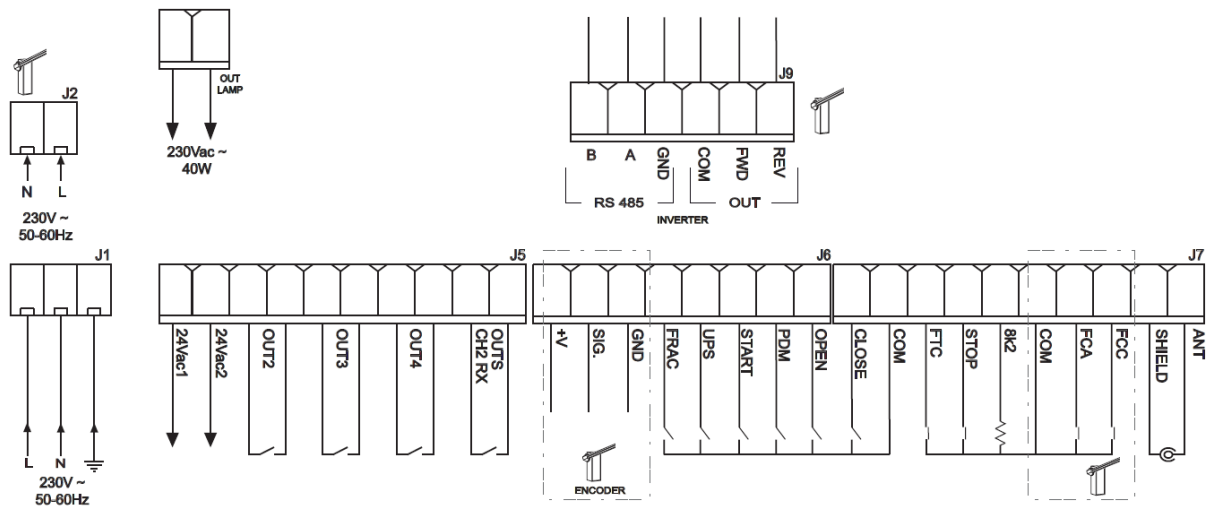 OUT
LAMP
J2
J9
230Vac ~
40W
N L
230V ~
50-60Hz
B A GND COM FWD REV
RS 485 OUT
INVERTER
J1 J5 J6 J7
24Vac1 24Vac2 OUT2 OUT3 OUT4 OUT5
CH2 RX
+V SIG. GND FRAC UPS START PDM OPEN
CLOSE COM FTC STOP 8k2 COM FCA FCC SHIELD ANT
L N
230V ~
50-60Hz
ENCODER